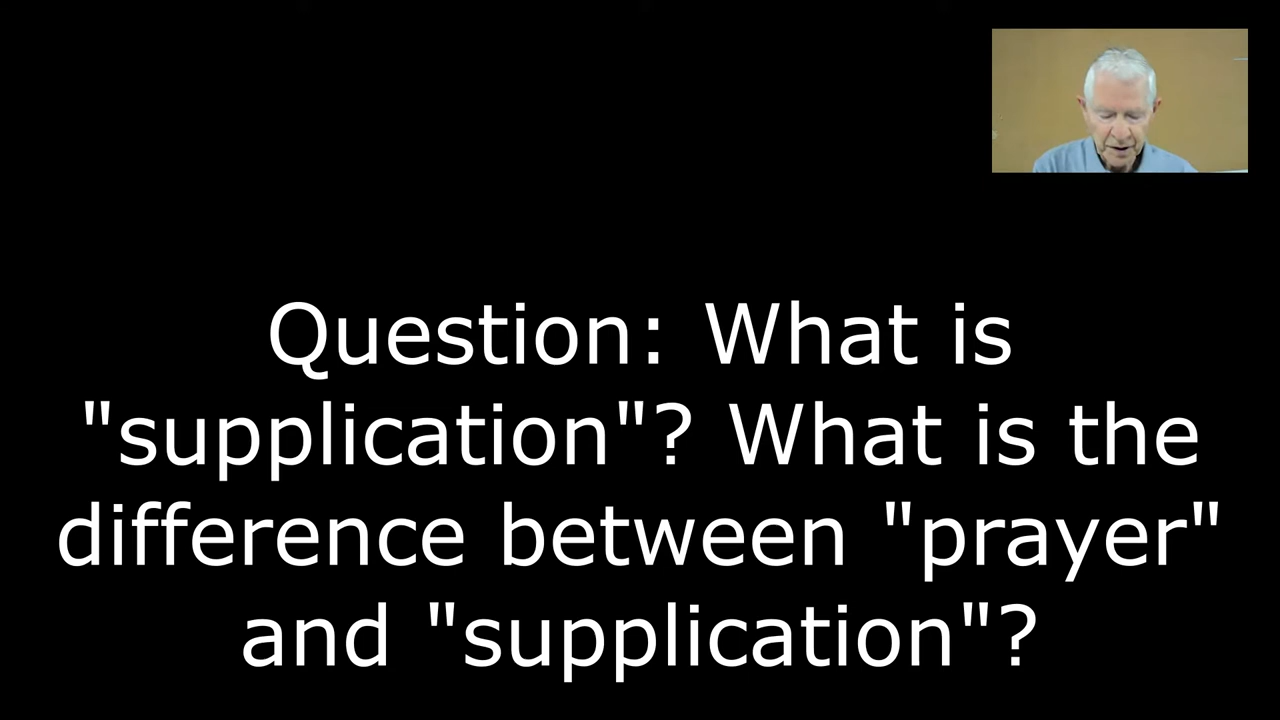 Question: What is
"supplication"? What is the
difference between "prayer"
and "supplication"?